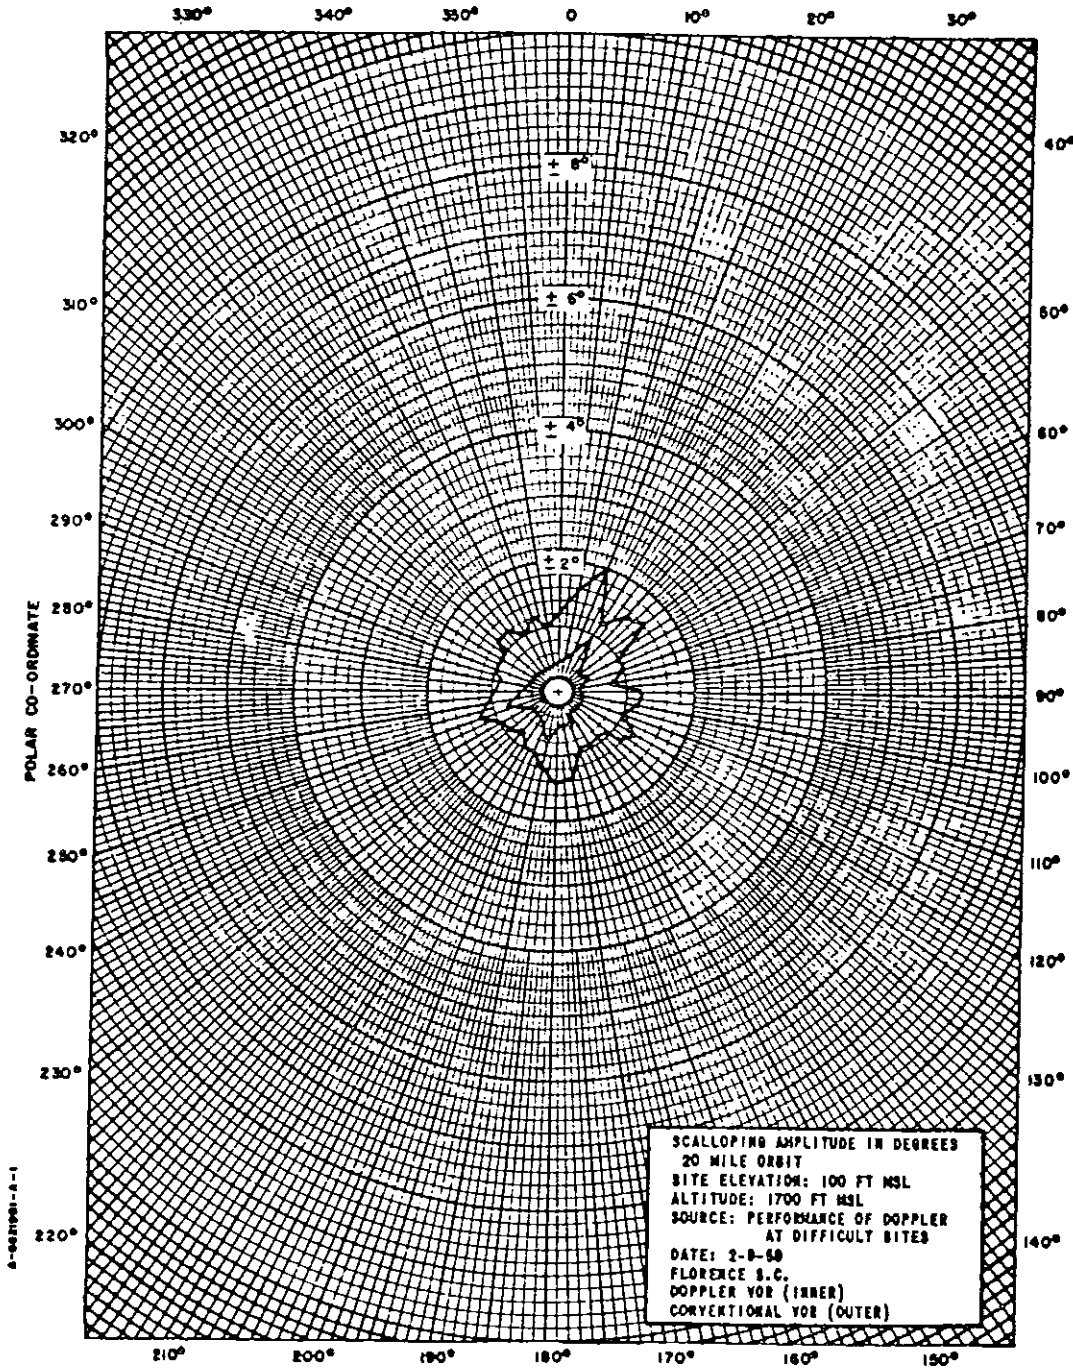 330° 340° 350° 0 10° 20° 30°
320° 40°
± 8°
310° 50°
± 6°
300° 60°
± 4°
290° 70°
± 2°
280° 80°
POLAR CO-ORDINATE
270° 90°
260° 100°
250° 110°
240° 120°
230° 130°
220° 140°
210° 200° 190° 180° 170° 160° 150°
SCALLOPING AMPLITUDE IN DEGREES
20 MILE ORBIT
SITE ELEVATION: 100 FT MSL
ALTITUDE: 1700 FT MSL
SOURCE: PERFORMANCE OF DOPPLER
AT DIFFICULT SITES
DATE:
FLORENCE S.C.
DOPPLER VOR (INNER)
CONVENTIONAL VOR (OUTER)